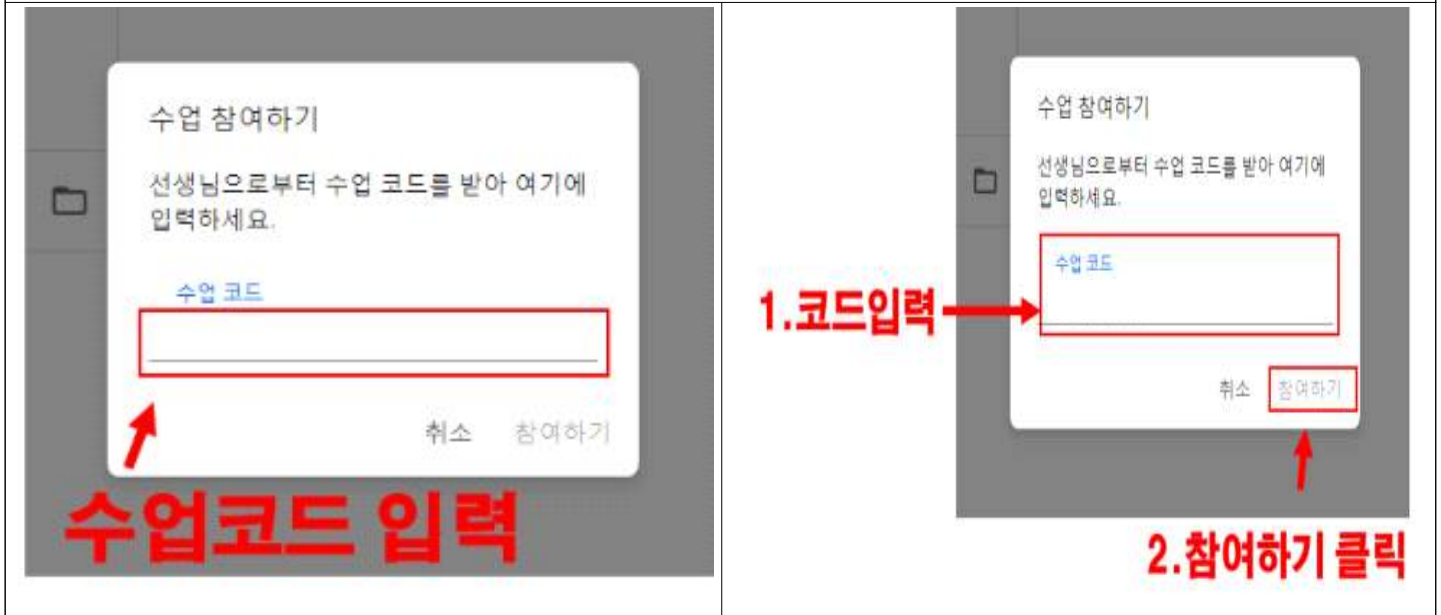 수업 참여하기
선생님으로부터 수업 코드를 받아 여기에
입력하세요.
수업 코드
취소 참여하기
수업코드 입력
수업 참여하기
선생님으로부터 수업 코드를 받아 여기에
입력하세요.
수업 코드
1.코드입력
취소 참여하기
2.참여하기 클릭